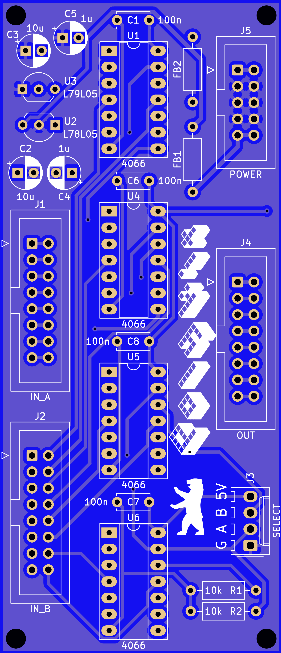 C5
1u
10u
C3
C1
100n
U1
J5
FB2
U3
L79L05
U2
L78L05
FB1
4066
POWER
C2
1u
10u
C4
C6
100n
J1
U4
J4
4066
100n
C8
U5
IN_A
J2
OUT
4066
J3
100n
C7
U6
G A B 5V
SELECT
10k R1
10k R2
IN_B
4066